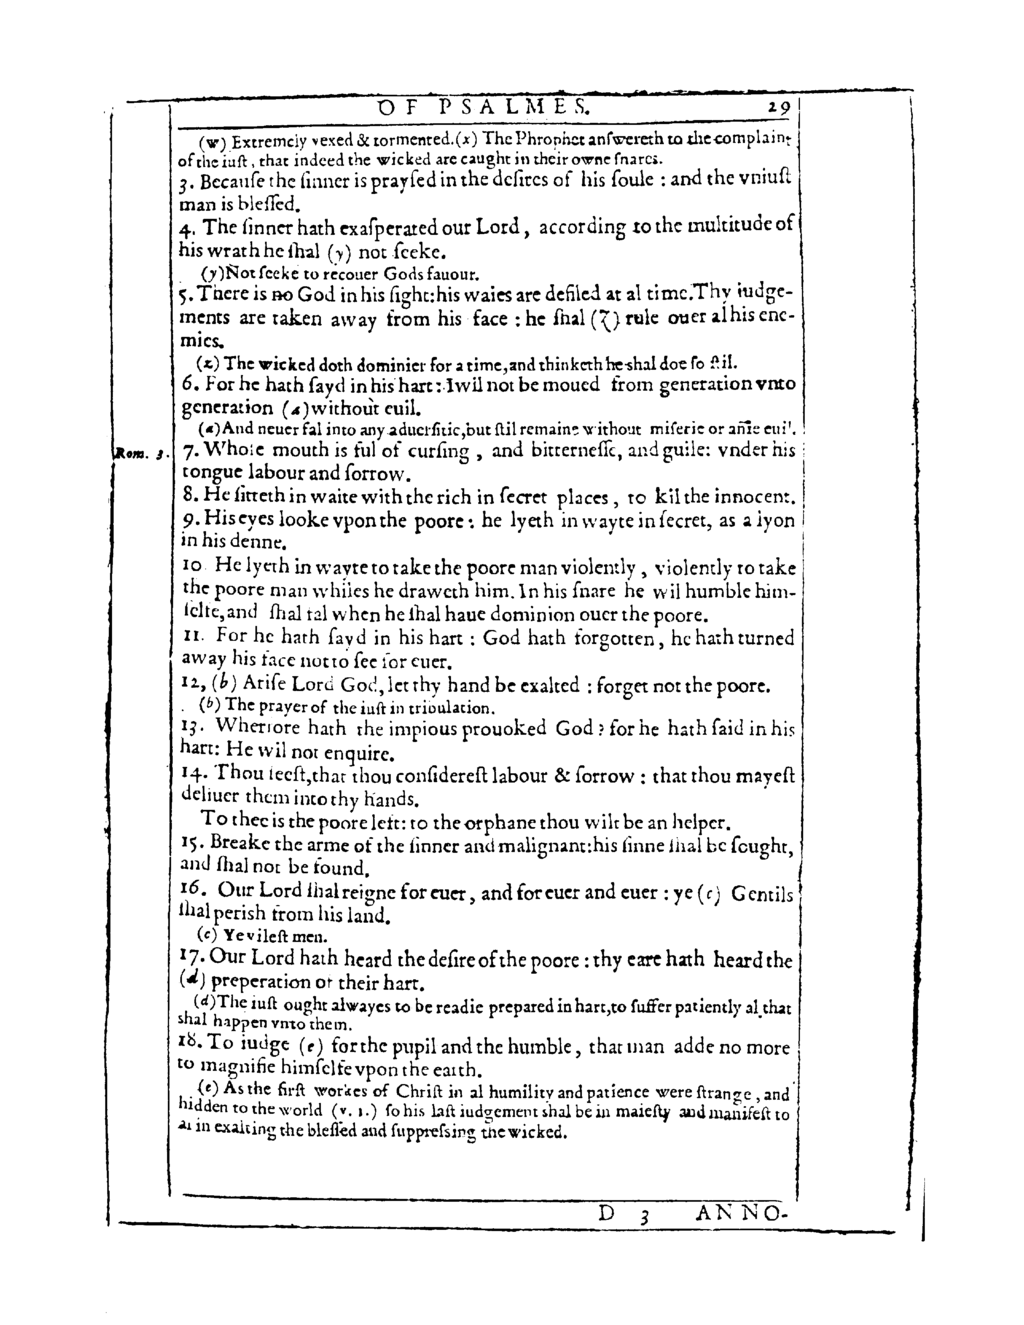 OF PSALMES. 29
(w) Extremely vexed & tormented.(x) The Phrophet anſwereth to the complaint
of the iuſt, that indeed the wicked are caught in their owne ſnares.
3. Becauſe the ſinner is prayſed in the deſires of his ſoule : and the vniuſt
man is bleſſed.
4. The ſinner hath exaſperated our Lord, according to the multitude of
his wrath he ſhal (y) not ſeeke.
(y)Not ſeeke to recouer Gods fauour.
5. There is no God in his ſight:his waies are defiled at al time.Thy iudge-
ments are taken away from his face : he ſhal (z) rule ouer al his ene-
mies.
(z) The wicked doth dominier for a time,and thinketh he shal doe ſo ſtil.
6. For he hath ſayd in his hart : I wil not be moued from generation vnto
generation (a)without euil.
(a)And neuer fal into any aduerſitie,but ſtil remaine without miſerie or anie euil.
Rom. 3. 7. Whoſe mouth is ful of curſing , and bitterneſſe, and guile: vnder his
tongue labour and ſorrow.
8. He ſitteth in waite with the rich in ſecret places, to kil the innocent.
9. His eyes looke vpon the poore : he lyeth in wayte in ſecret, as a lyon
in his denne.
10 He lyeth in wayte to take the poore man violently , violently to take
the poore man whiles he draweth him. In his ſnare he wil humble him-
ſelfe,and ſhal fal when he ſhal haue dominion ouer the poore.
11. For he hath ſayd in his hart : God hath forgotten, he hath turned
away his face not to ſee for euer.
12, (b) Ariſe Lord God, let thy hand be exalted : forget not the poore.
(b) The prayer of the iuſt in tribulation.
13. Wherfore hath the impious prouoked God ? for he hath ſaid in his
hart: He wil not enquire.
14. Thou ſeeſt,that thou conſidereſt labour & ſorrow : that thou mayeſt
deliuer them into thy hands.
To thee is the poore left: to the orphane thou wilt be an helper.
15. Breake the arme of the ſinner and malignant:his ſinne ſhal be ſought,
and ſhal not be found.
16. Our Lord ſhal reigne for euer, and for euer and euer : ye (c) Gentils
ſhal perish from his land.
(c) Ye vileſt men.
17. Our Lord hath heard the deſire of the poore : thy eare hath heard the
(d) preperation of their hart.
(d)The iuſt ought alwayes to be readie prepared in hart,to ſuffer patiently al that
shal happen vnto them.
18. To iudge (e) for the pupil and the humble, that man adde no more
to magnifie himſelfe vpon the earth.
(e) As the firſt workes of Chriſt in al humility and patience were ſtrange , and
hidden to the world (v. 1.) ſo his laſt iudgement shal be in maieſty and manifeſt to
al in exalting the bleſſed and ſuppreſsing the wicked.
D 3 ANNO-